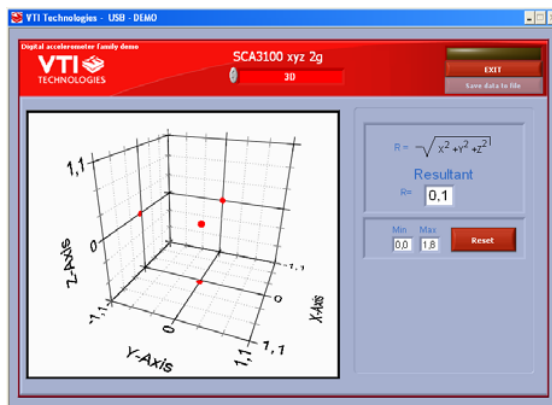 VTI Technologies - USB - DEMO
Digital accelerometer family demo
VTI
TECHNOLOGIES
SCA3100 xyz 2g
3D
EXIT
Save data to file
1,1
0
-1,1
Z-Axis
0
1,1
Y-Axis
-1,1
0
1,1
X-Axis
R = √X² +Y² +Z²
Resultant
R= 0,1
Min Max
0,0 1,8
Reset